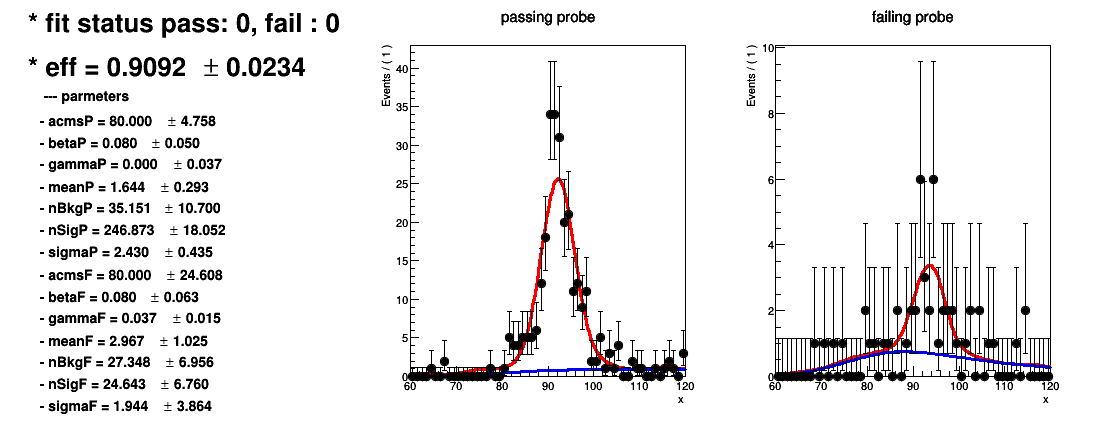 * fit status pass: 0, fail : 0
* eff = 0.9092 ± 0.0234
--- parmeters
- acmsP = 80.000 ± 4.758
- betaP = 0.080 ± 0.050
- gammaP = 0.000 ± 0.037
- meanP = 1.644 ± 0.293
- nBkgP = 35.151 ± 10.700
- nSigP = 246.873 ± 18.052
- sigmaP = 2.430 ± 0.435
- acmsF = 80.000 ± 24.608
- betaF = 0.080 ± 0.063
- gammaF = 0.037 ± 0.015
- meanF = 2.967 ± 1.025
- nBkgF = 27.348 ± 6.956
- nSigF = 24.643 ± 6.760
- sigmaF = 1.944 ± 3.864
passing probe
Events / ( 1 )
40
35
30
25
20
15
10
5
0
60 70 80 90 100 110 120
x
failing probe
Events / ( 1 )
10
8
6
4
2
0
60 70 80 90 100 110 120
x